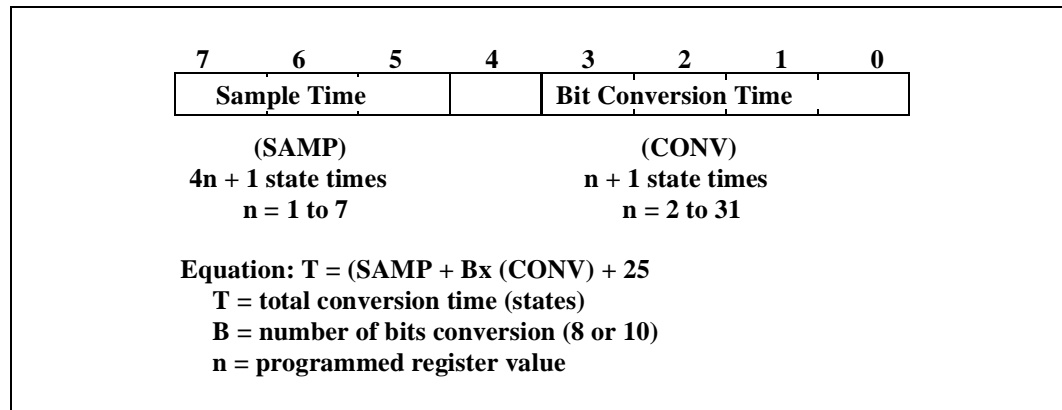 7 6 5 4 3 2 1 0
Sample Time Bit Conversion Time
(SAMP) (CONV)
4n + 1 state times n + 1 state times
n = 1 to 7 n = 2 to 31
Equation: T = (SAMP + Bx (CONV) + 25
T = total conversion time (states)
B = number of bits conversion (8 or 10)
n = programmed register value